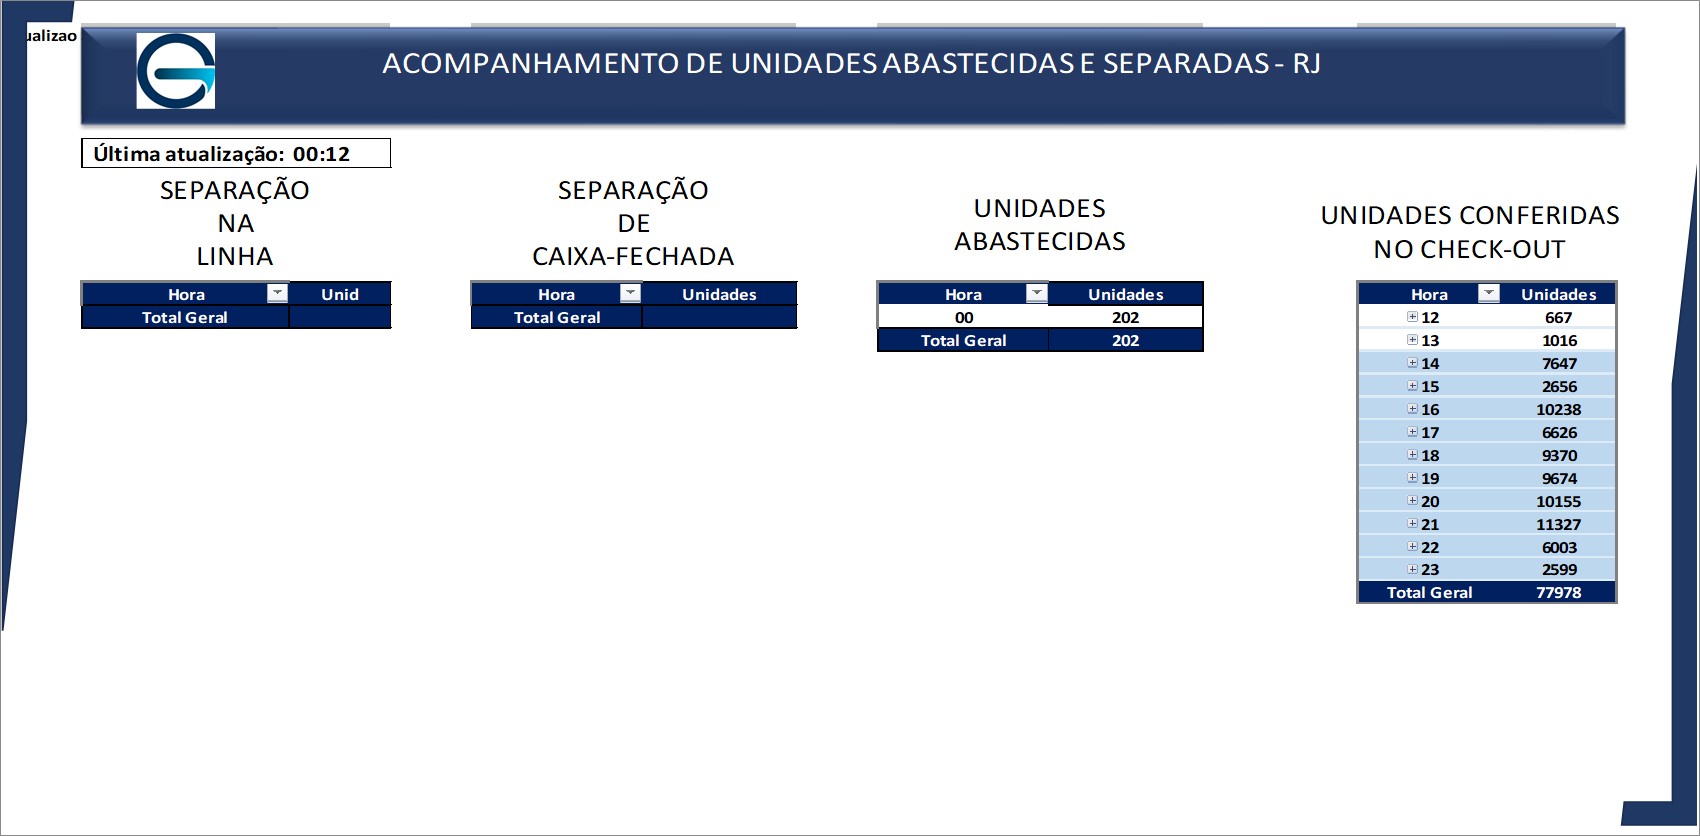 ualizao
ACOMPANHAMENTO DE UNIDADES ABASTECIDAS E SEPARADAS - RJ
Última atualização: 00:12
SEPARAÇÃO
NA
LINHA
Hora Unid
Total Geral
SEPARAÇÃO
DE
CAIXA-FECHADA
Hora Unidades
Total Geral
UNIDADES
ABASTECIDAS
Hora Unidades
00 202
Total Geral 202
UNIDADES CONFERIDAS
NO CHECK-OUT
Hora Unidades
12 667
13 1016
14 7647
15 2656
16 10238
17 6626
18 9370
19 9674
20 10155
21 11327
22 6003
23 2599
Total Geral 77978